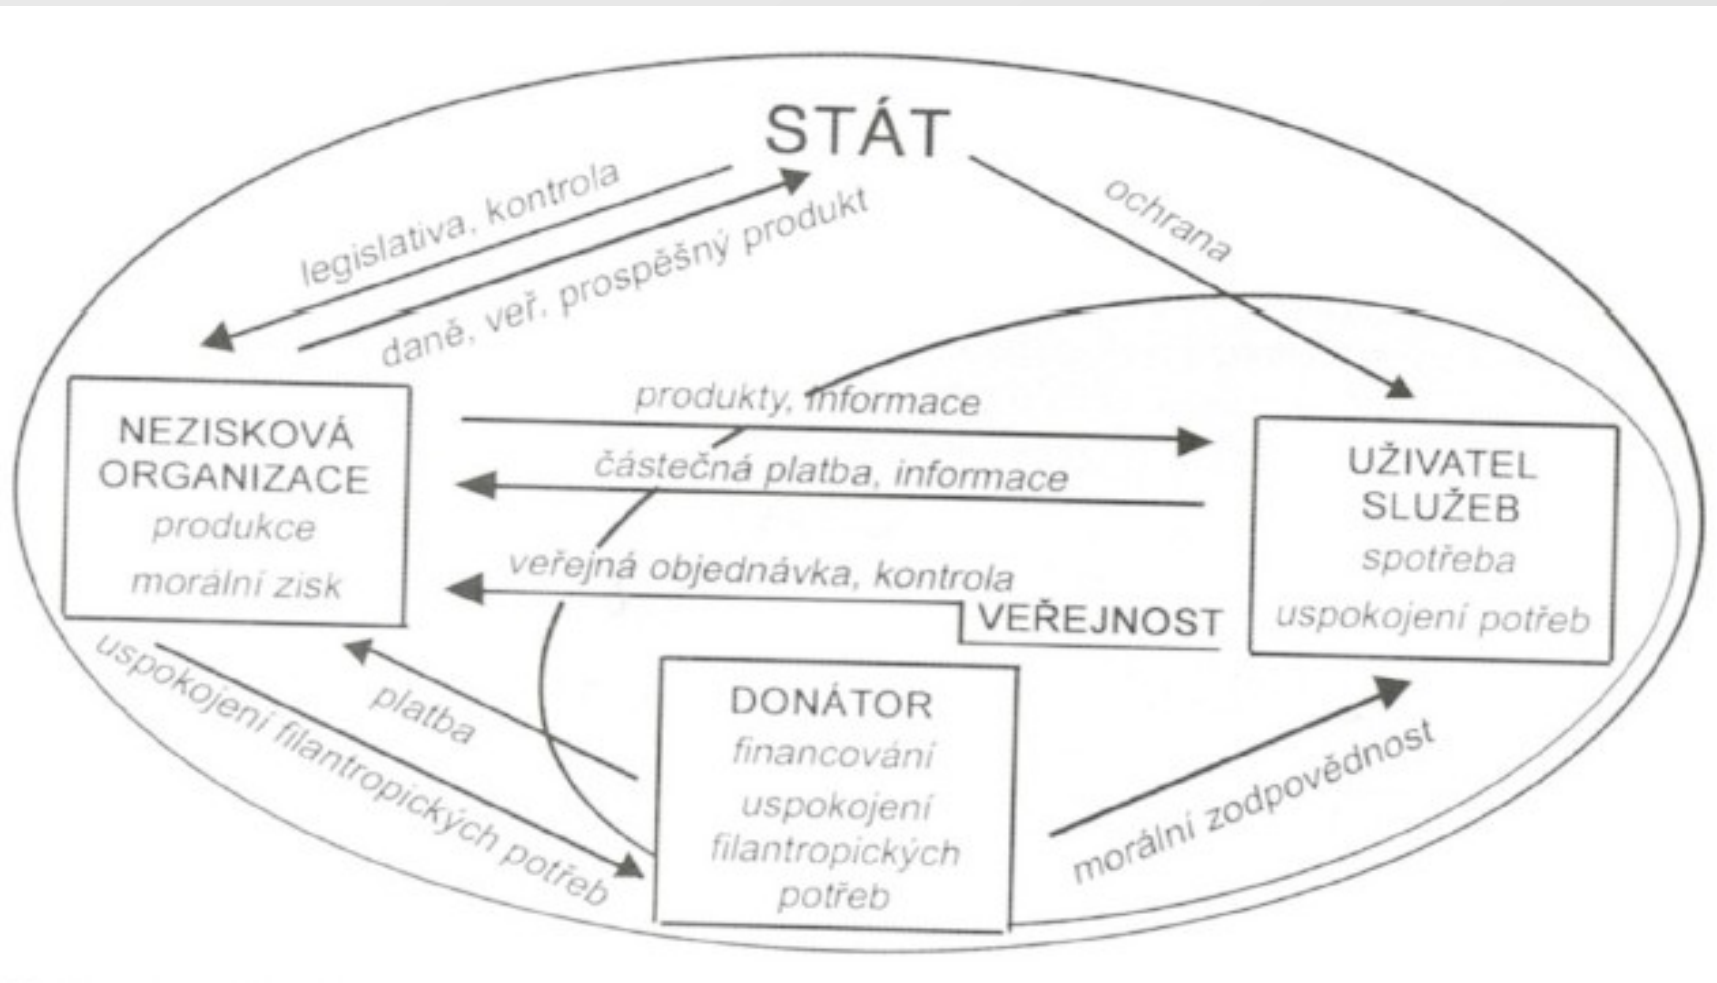 STÁT
legislativa, kontrola
daně, veř, prospěšný produkt
ochrana
produkty, informace
částečná platba, informace
veřejná objednávka, kontrola
VEŘEJNOST
NEZISKOVÁ
ORGANIZACE
produkce
morální zisk
UŽIVATEL
SLUŽEB
spotřeba
uspokojení potřeb
uspokojení filantropických potřeb
platba
DONÁTOR
financování
uspokojení
filantropických
potřeb
morální zodpovědnost